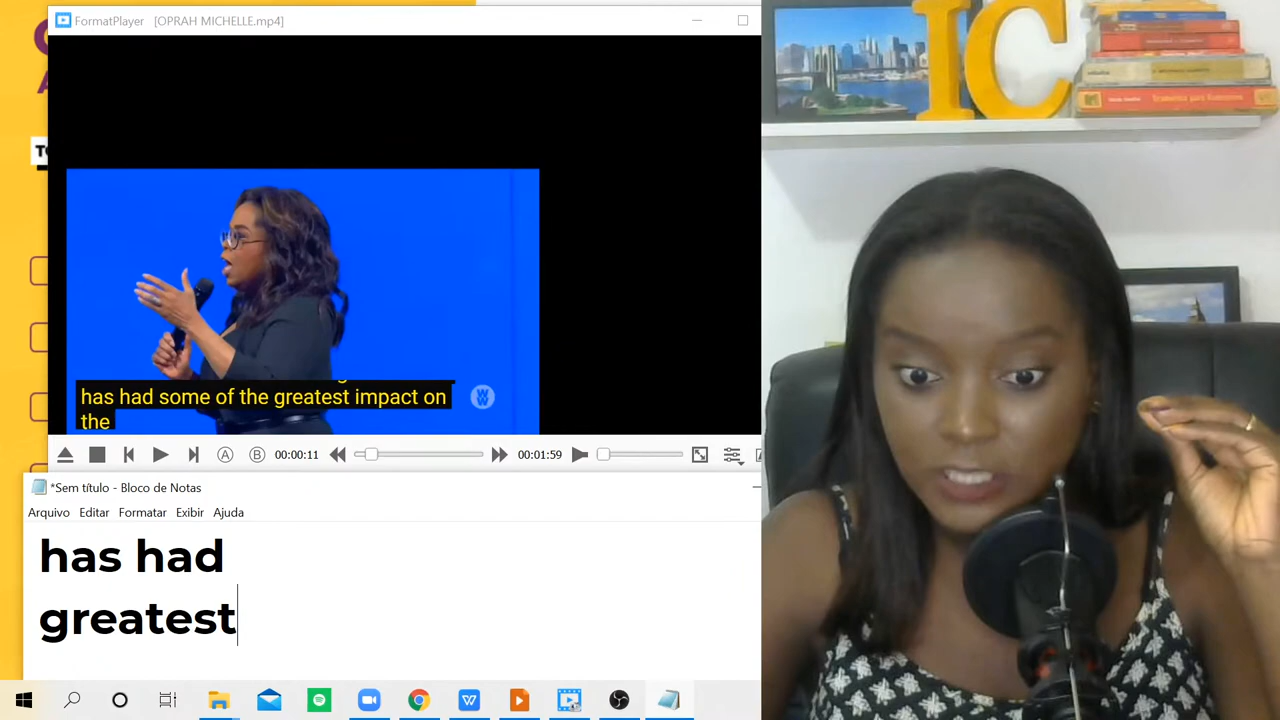 FormatPlayer [OPRAH MICHELLE.mp4]
has had some of the greatest impact on
the
W
W
A
B
00:00:11
00:01:59
*Sem título - Bloco de Notas
Arquivo Editar Formatar Exibir Ajuda
has had
greatest
IC